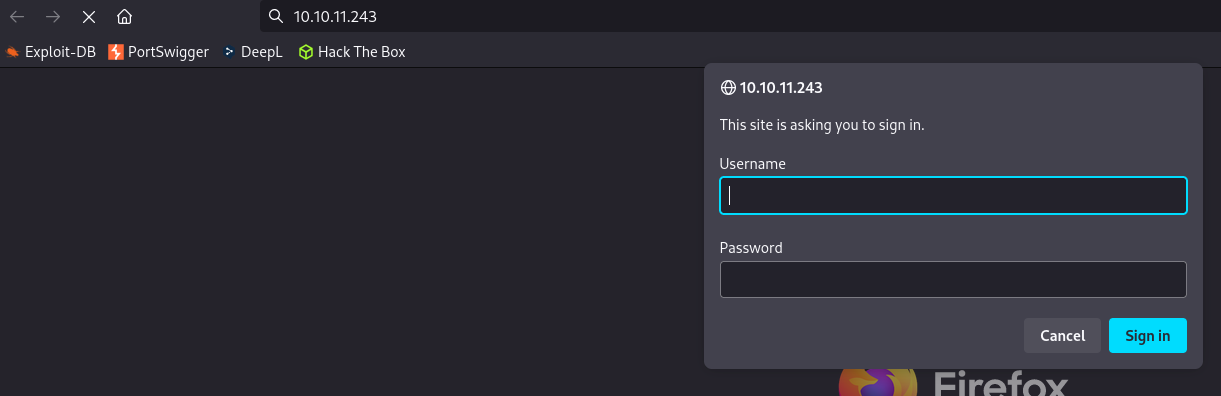 10.10.11.243
Exploit-DB PortSwigger DeepL Hack The Box
10.10.11.243
This site is asking you to sign in.
Username
Password
Cancel Sign in
Firefox